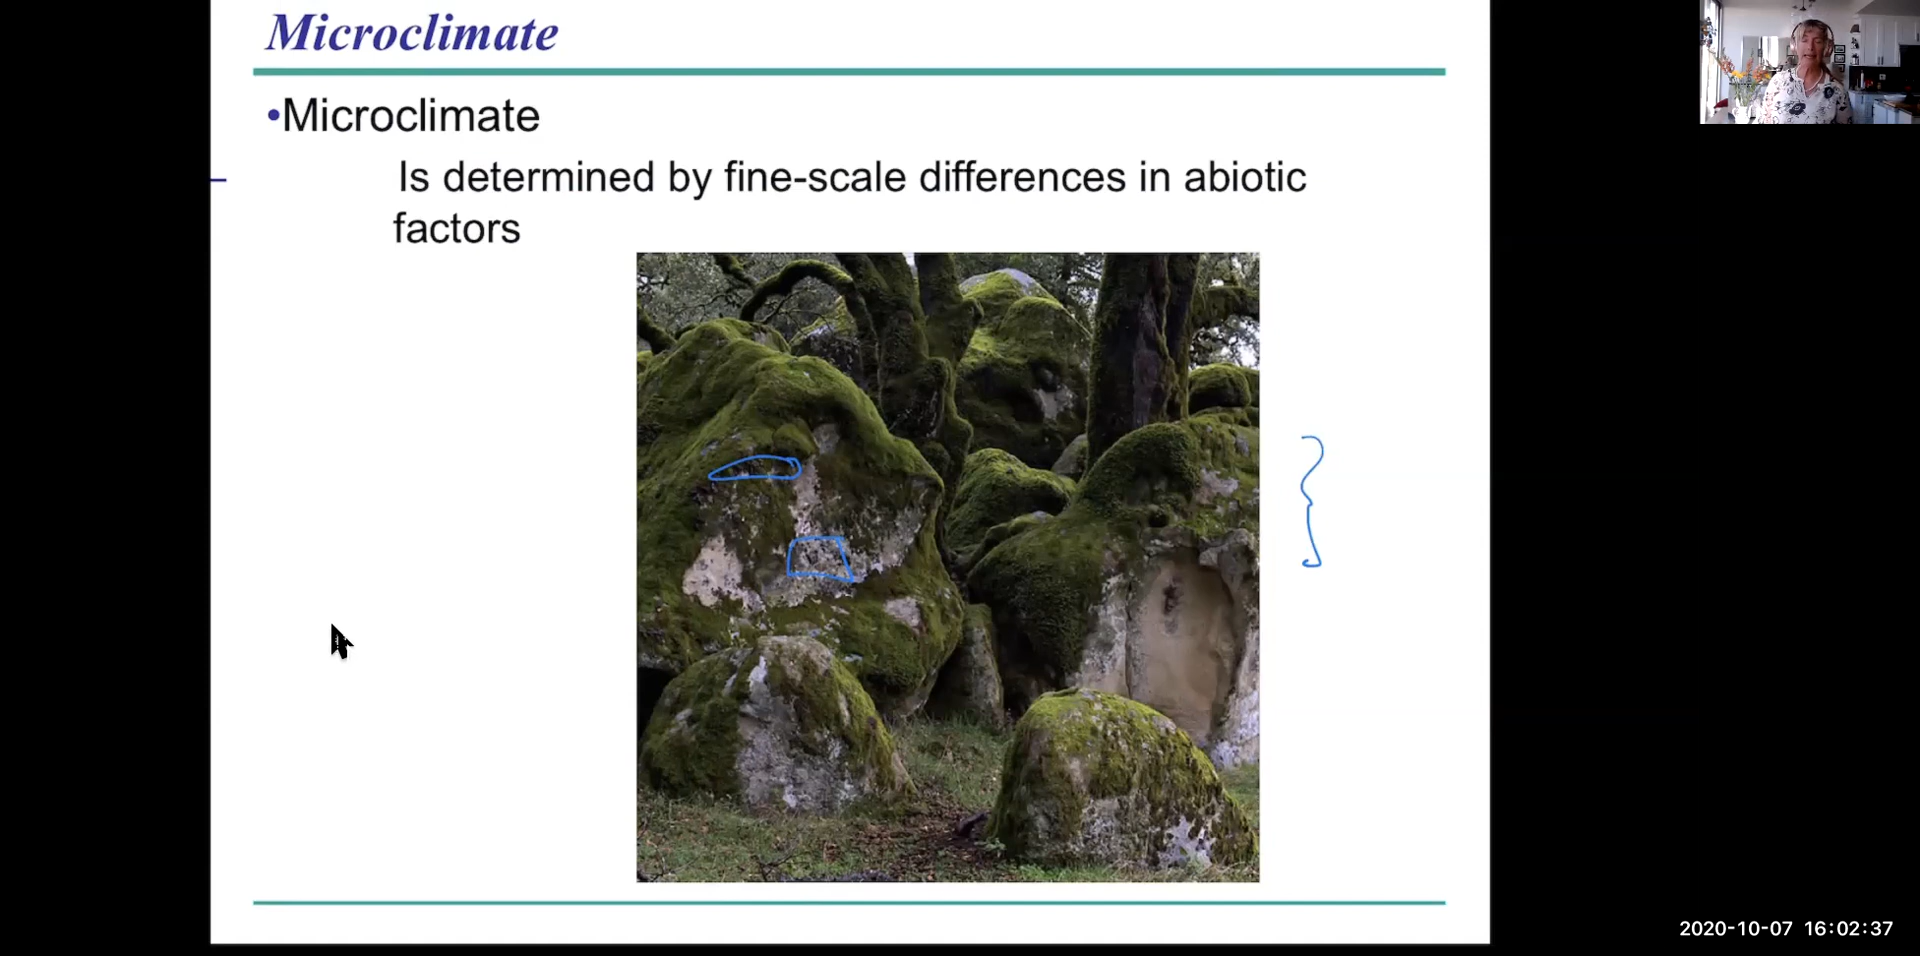 Microclimate
•Microclimate
– Is determined by fine-scale differences in abiotic
factors
2020-10-07 16:02:37